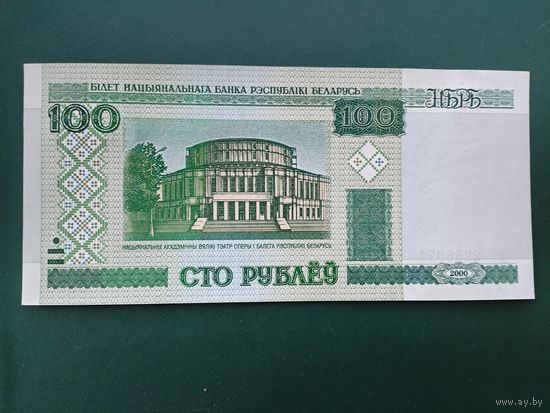 БІЛЕТ НАЦЫЯНАЛЬНАГА БАНКА РЭСПУБЛІКІ БЕЛАРУСЬ
НБРБ
100
100
НАЦЫЯНАЛЬНЫ АКАДЭМІЧНЫ ВЯЛІКІ ТЭАТР ОПЕРЫ І БАЛЕТА РЭСПУБЛІКІ БЕЛАРУСЬ
СТО РУБЛЁЎ
2000
www.ay.by